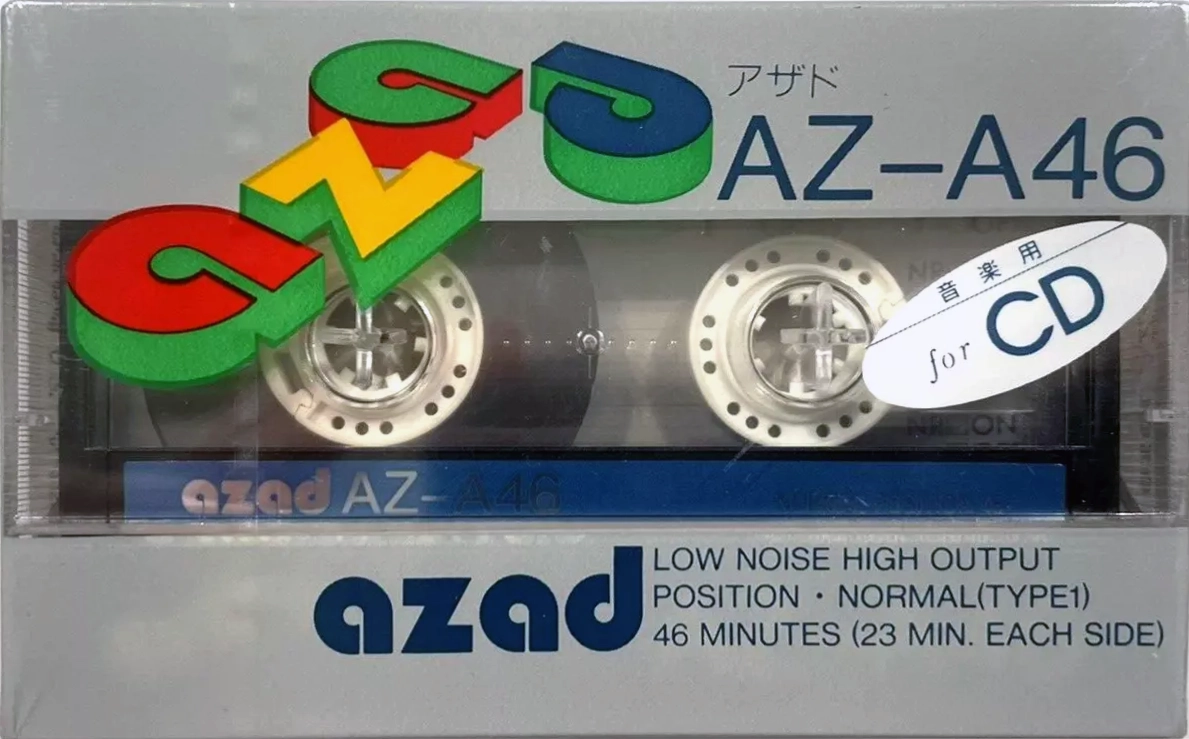 azad
アザド
AZ-A46
音楽用
for CD
azad AZ-A46
azad
LOW NOISE HIGH OUTPUT
POSITION・NORMAL(TYPE1)
46 MINUTES (23 MIN. EACH SIDE)